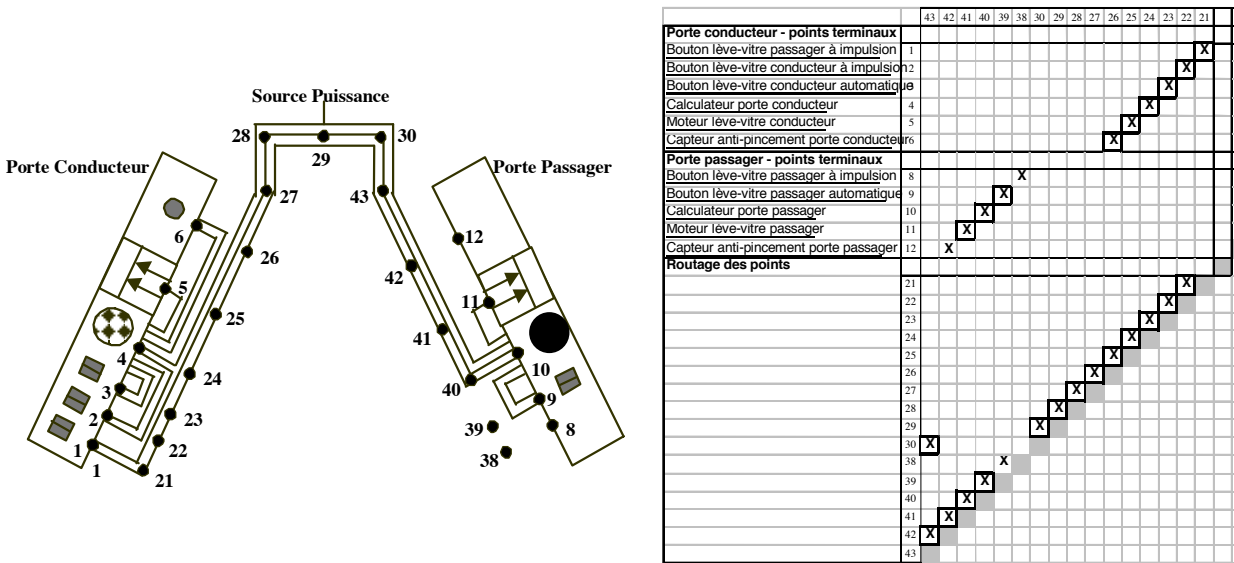 Source Puissance
28
30
29
Porte Conducteur
Porte Passager
27
43
6
12
26
42
5
11
25
41
4
10
24
40
3
9
2
23
39
8
1
22
38
1
21
43 42 41 40 39 38 30 29 28 27 26 25 24 23 22 21
Porte conducteur - points terminaux
Bouton lève-vitre passager à impulsion 1 X
Bouton lève-vitre conducteur à impulsion 2 X
Bouton lève-vitre conducteur automatique 3 X
Calculateur porte conducteur 4 X
Moteur lève-vitre conducteur 5 X
Capteur anti-pincement porte conducteur 6 X
Porte passager - points terminaux
Bouton lève-vitre passager à impulsion 8 X
Bouton lève-vitre passager automatique 9 X
Calculateur porte passager 10 X
Moteur lève-vitre passager 11 X
Capteur anti-pincement porte passager 12 X
Routage des points
21 X
22 X
23 X
24 X
25 X
26 X
27 X
28 X
29 X
30 X
38 X
39 X
40 X
41 X
42 X
43